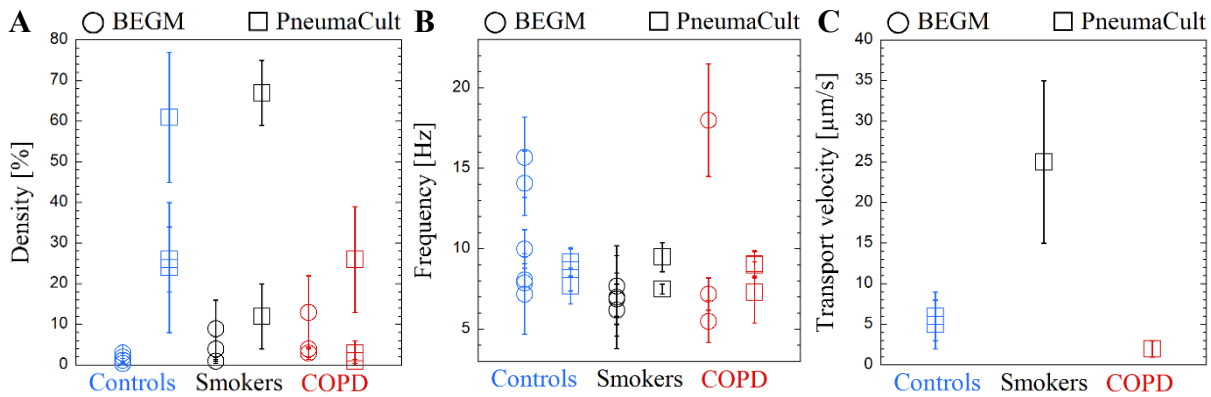 A
BEGM
PneumaCult
Density [%]
80
70
60
50
40
30
20
10
0
Controls
Smokers
COPD
B
BEGM
PneumaCult
Frequency [Hz]
20
15
10
5
Controls
Smokers
COPD
C
BEGM
PneumaCult
Transport velocity [µm/s]
40
35
30
25
20
15
10
5
0
Controls
Smokers
COPD